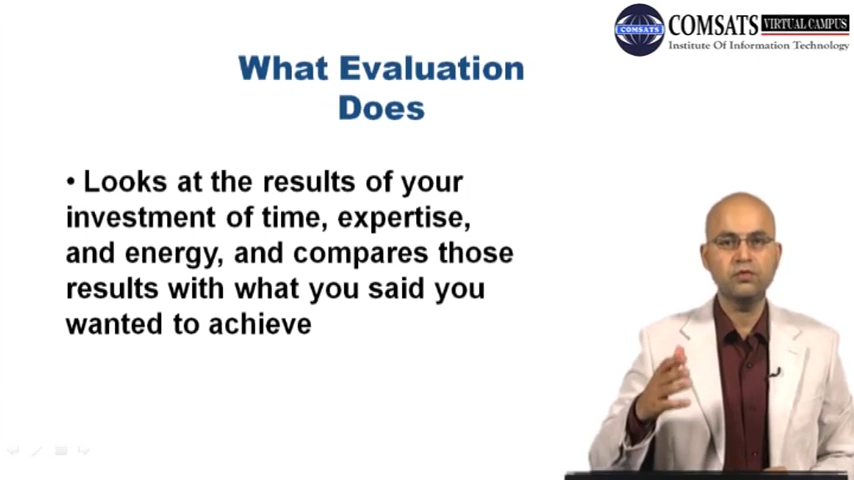 COMSATS VIRTUAL CAMPUS
Institute Of Information Technology
COMSATS
What Evaluation
Does
• Looks at the results of your
investment of time, expertise,
and energy, and compares those
results with what you said you
wanted to achieve